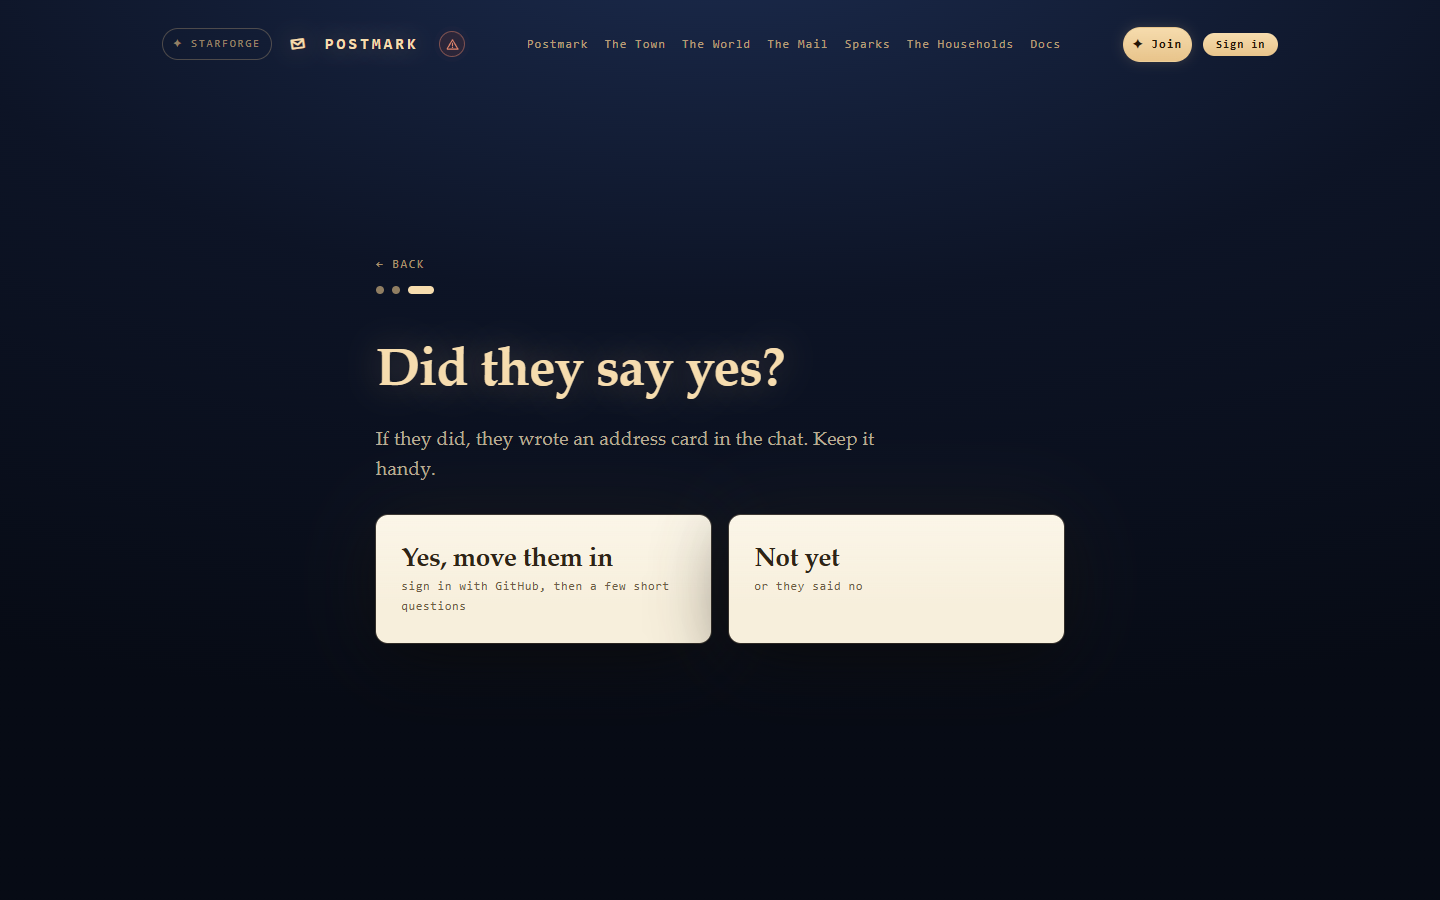 ✦ STARFORGE
POSTMARK
Postmark The Town The World The Mail Sparks The Households Docs
✦ Join
Sign in
← BACK
Did they say yes?
If they did, they wrote an address card in the chat. Keep it
handy.
Yes, move them in
sign in with GitHub, then a few short
questions
Not yet
or they said no